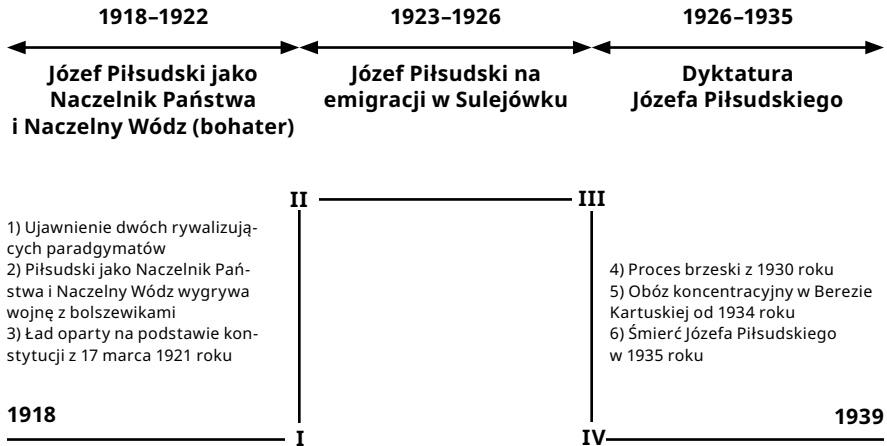 1918–1922
1923–1926
1926–1935
Józef Piłsudski jako
Naczelnik Państwa
i Naczelny Wódz (bohater)
Józef Piłsudski na
emigracji w Sulejówku
Dyktatura
Józefa Piłsudskiego
II
III
1) Ujawnienie dwóch rywalizują-
cych paradgymatów
2) Piłsudski jako Naczelnik Pań-
stwa i Naczelny Wódz wygrywa
wojnę z bolszewikami
3) Ład oparty na podstawie kon-
stytucji z 17 marca 1921 roku
4) Proces brzeski z 1930 roku
5) Obóz koncentracyjny w Berezie
Kartuskiej od 1934 roku
6) Śmierć Józefa Piłsudskiego
w 1935 roku
1918
1939
I
IV